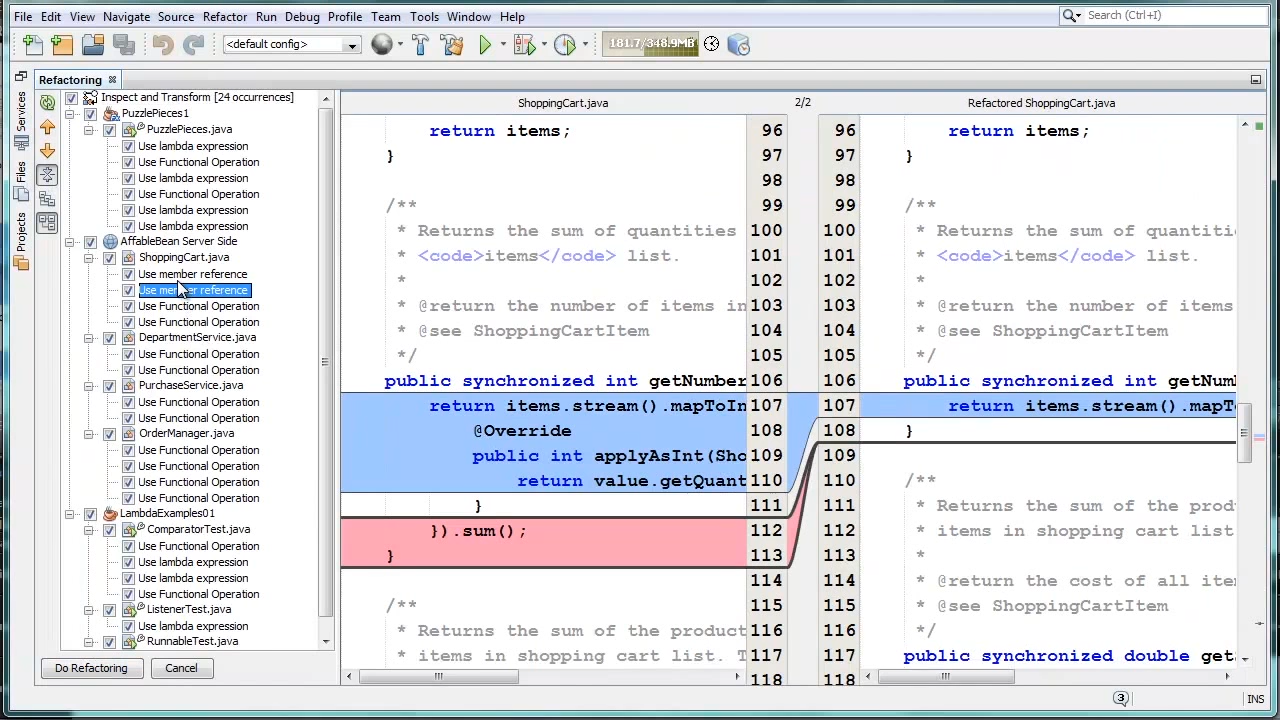 File Edit View Navigate Source Refactor Run Debug Profile Team Tools Window Help
Search (Ctrl+I)
<default config>
181.7/348.9MB
Refactoring
Services
Files
Projects
Inspect and Transform [24 occurrences]
PuzzlePieces1
PuzzlePieces.java
Use lambda expression
Use Functional Operation
Use lambda expression
Use Functional Operation
Use lambda expression
Use lambda expression
AffableBean Server Side
ShoppingCart.java
Use member reference
Use member reference
Use Functional Operation
Use Functional Operation
DepartmentService.java
Use Functional Operation
Use Functional Operation
PurchaseService.java
Use Functional Operation
Use Functional Operation
OrderManager.java
Use Functional Operation
Use Functional Operation
Use Functional Operation
Use Functional Operation
LambdaExamples01
ComparatorTest.java
Use Functional Operation
Use lambda expression
Use lambda expression
Use Functional Operation
ListenerTest.java
Use lambda expression
RunnableTest.java
Do Refactoring Cancel
ShoppingCart.java 2/2 Refactored ShoppingCart.java
return items; 96
} 97
98
/** 99
* Returns the sum of quantities 100
* <code>items</code> list. 101
* 102
* @return the number of items in 103
* @see ShoppingCartItem 104
*/ 105
public synchronized int getNumber 106
return items.stream().mapToIn 107
@Override 108
public int applyAsInt(Sho 109
return value.getQuant 110
} 111
}).sum(); 112
} 113
114
/** 115
* Returns the sum of the product 116
* items in shopping cart list. T 117
118
96 return items;
97 }
98
99 /**
100 * Returns the sum of quantiti
101 * <code>items</code> list.
102 *
103 * @return the number of items
104 * @see ShoppingCartItem
105 */
106 public synchronized int getNum
107 return items.stream().mapT
108 }
109
110 /**
111 * Returns the sum of the prod
112 * items in shopping cart list
113 *
114 * @return the cost of all ite
115 * @see ShoppingCartItem
116 */
117 public synchronized double get
3 INS